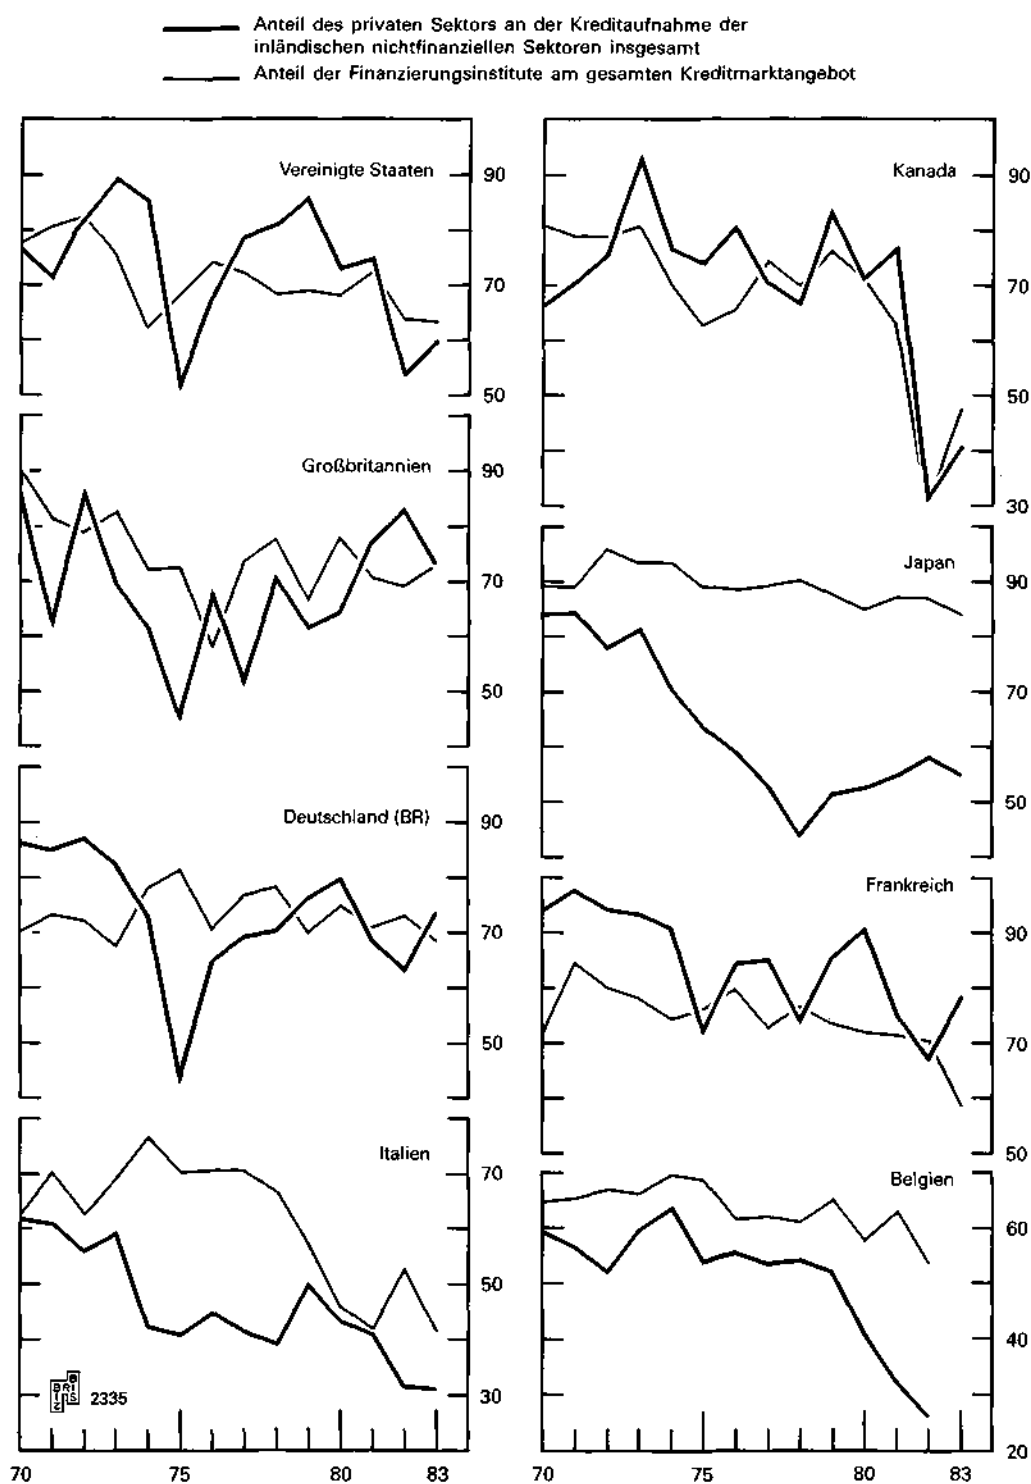 Anteil des privaten Sektors an der Kreditaufnahme der
inländischen nichtfinanziellen Sektoren insgesamt
Anteil der Finanzierungsinstitute am gesamten Kreditmarktangebot
Vereinigte Staaten
90
70
50
Großbritannien
90
70
50
Deutschland (BR)
90
70
50
Italien
70
50
30
BRI
BIZ
BIS
2335
70 75 80 83
Kanada
90
70
50
30
Japan
90
70
50
Frankreich
90
70
50
Belgien
60
40
20
70 75 80 83